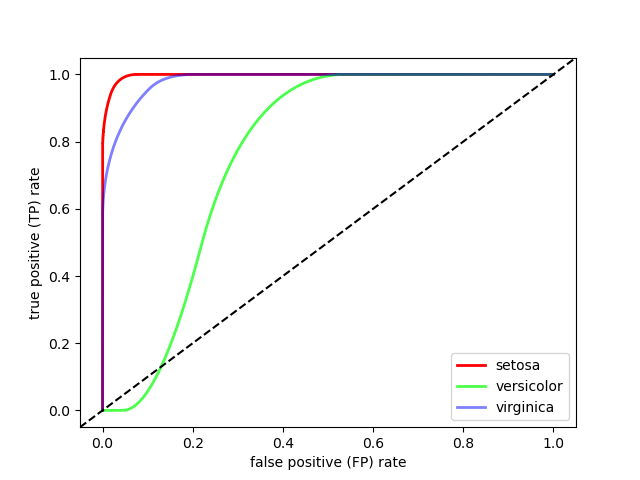 1.0
0.8
0.6
0.4
0.2
0.0
true positive (TP) rate
setosa
versicolor
virginica
0.0 0.2 0.4 0.6 0.8 1.0
false positive (FP) rate